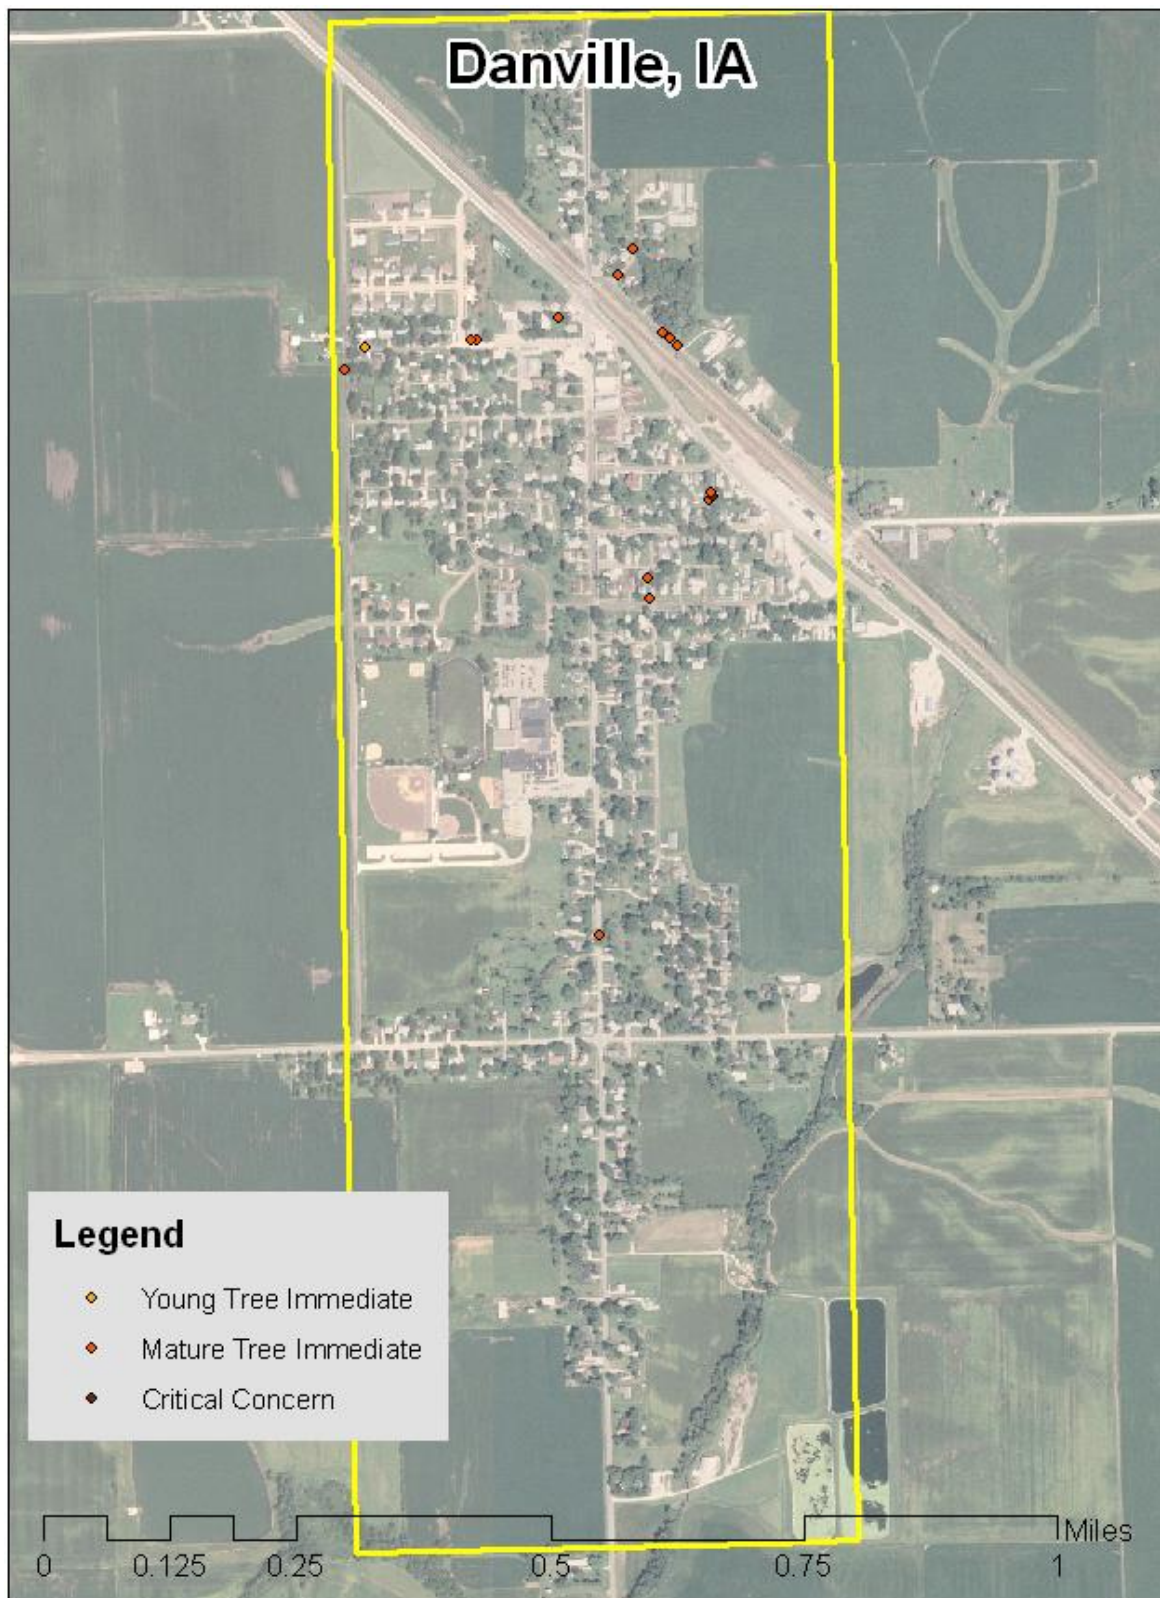 Danville, IA
Legend
Young Tree Immediate
Mature Tree Immediate
Critical Concern
Miles
0 0.125 0.25 0.5 0.75 1